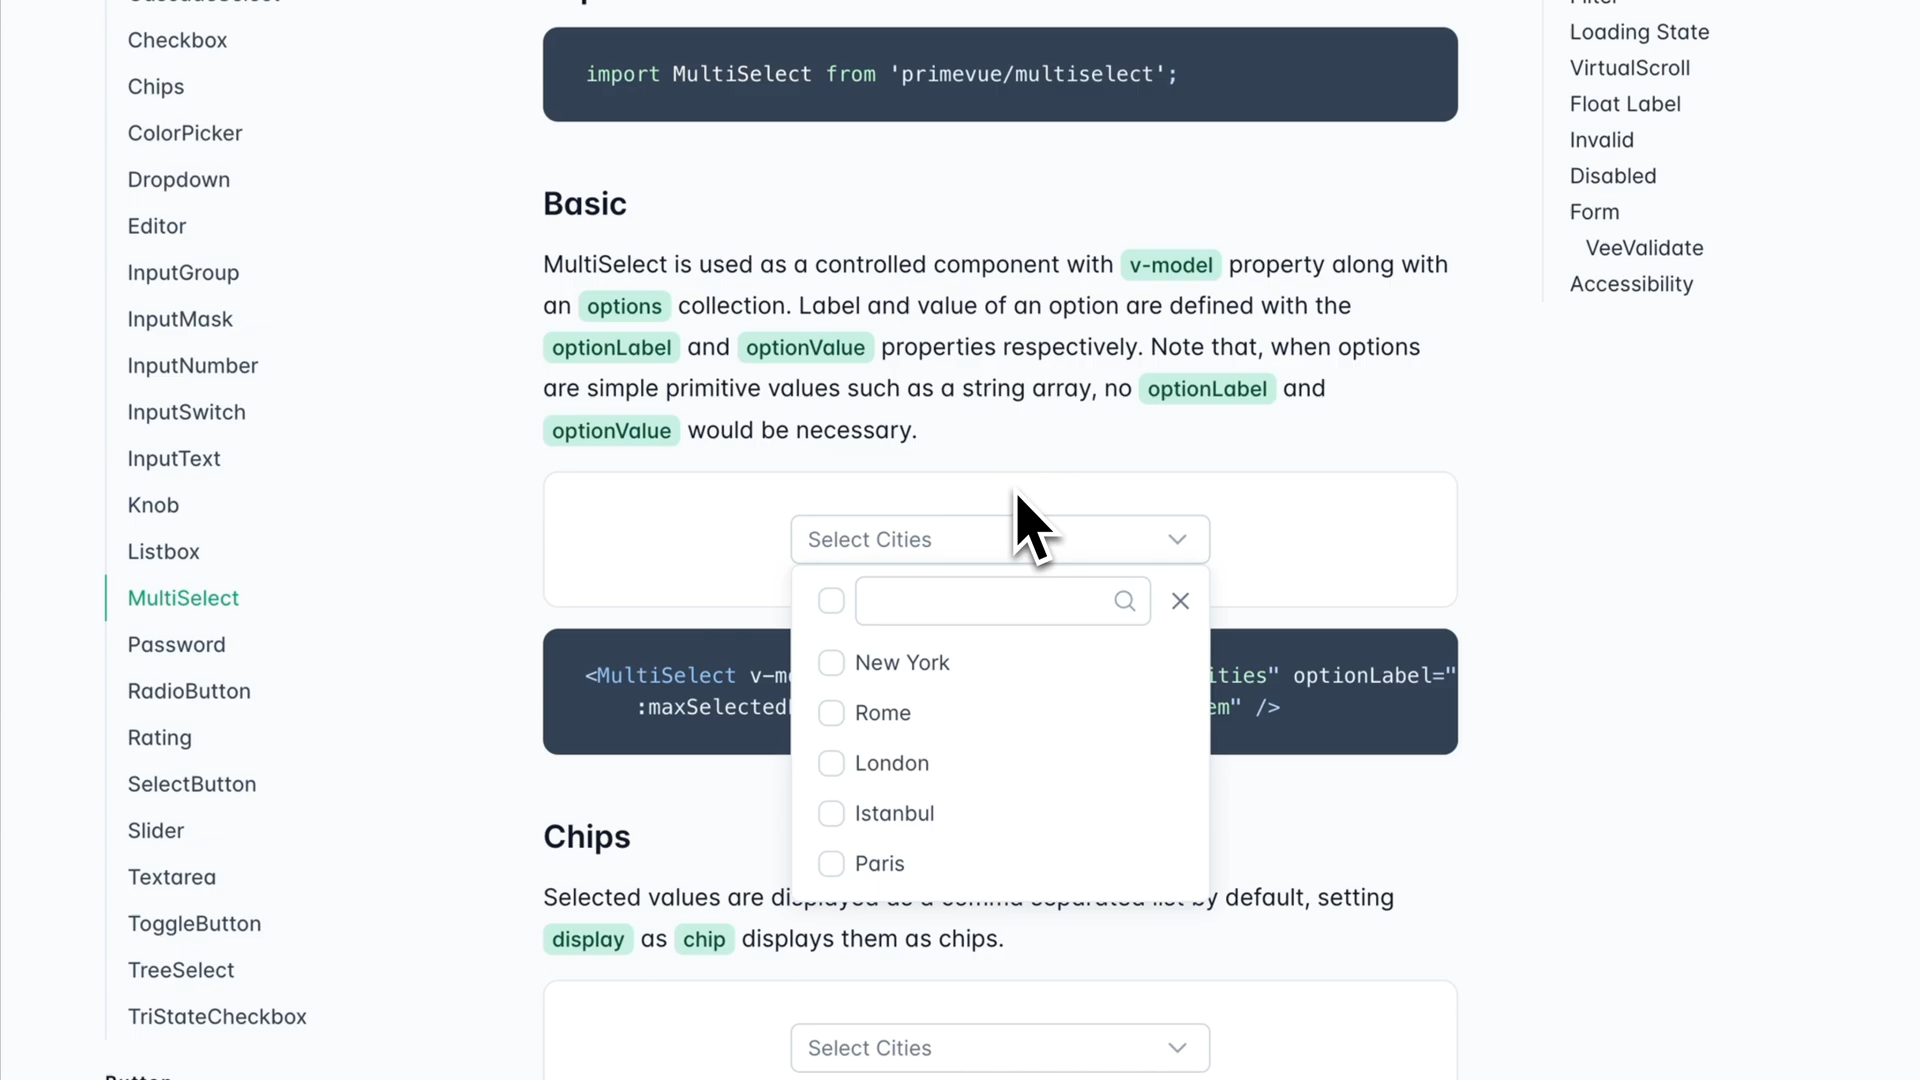 Checkbox
Chips
ColorPicker
Dropdown
Editor
InputGroup
InputMask
InputNumber
InputSwitch
InputText
Knob
Listbox
MultiSelect
Password
RadioButton
Rating
SelectButton
Slider
Textarea
ToggleButton
TreeSelect
TriStateCheckbox
import MultiSelect from 'primevue/multiselect';
Basic
MultiSelect is used as a controlled component with v-model property along with
an options collection. Label and value of an option are defined with the
optionLabel and optionValue properties respectively. Note that, when options
are simple primitive values such as a string array, no optionLabel and
optionValue would be necessary.
Select Cities
New York
Rome
London
Istanbul
Paris
<MultiSelect v-m ities" optionLabel="
:maxSelected em" />
Chips
Selected values are displayed as a comma separated list by default, setting
display as chip displays them as chips.
Select Cities
Filter
Loading State
VirtualScroll
Float Label
Invalid
Disabled
Form
VeeValidate
Accessibility